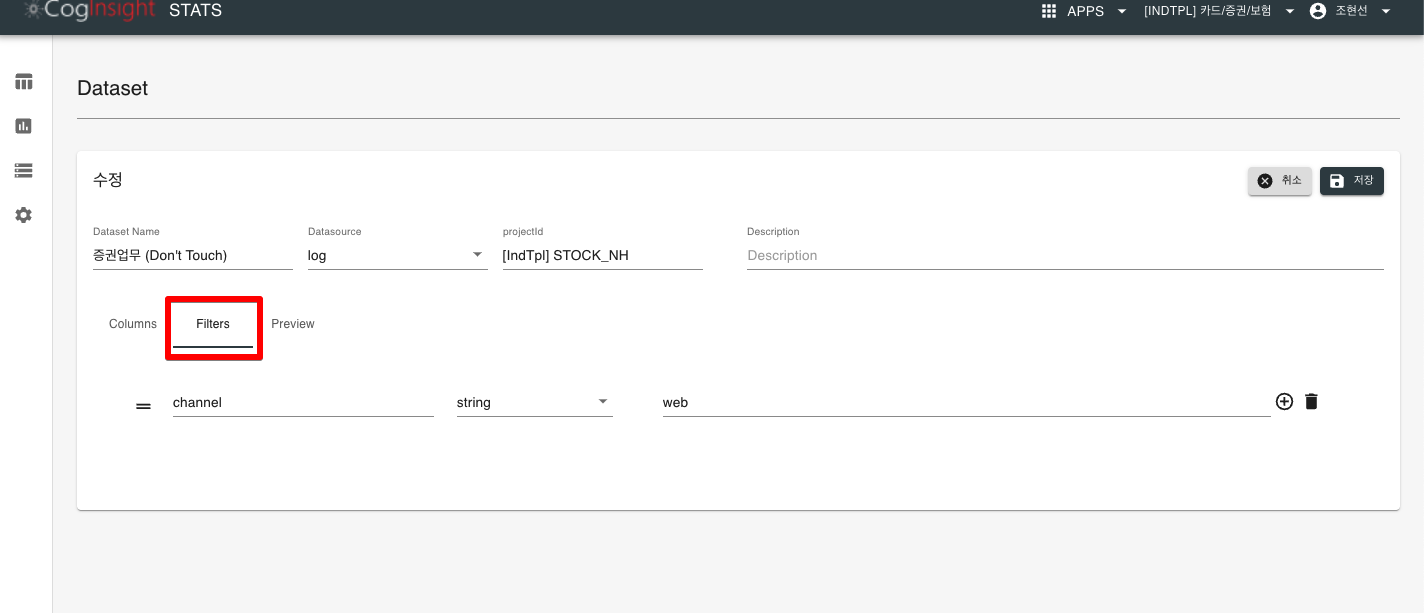 CogInsight STATS APPS [INDTPL] 카드/증권/보험 조현선
Dataset
수정 취소 저장
Dataset Name Datasource projectId Description
증권업무 (Don't Touch) log [IndTpl] STOCK_NH Description
Columns Filters Preview
channel string web